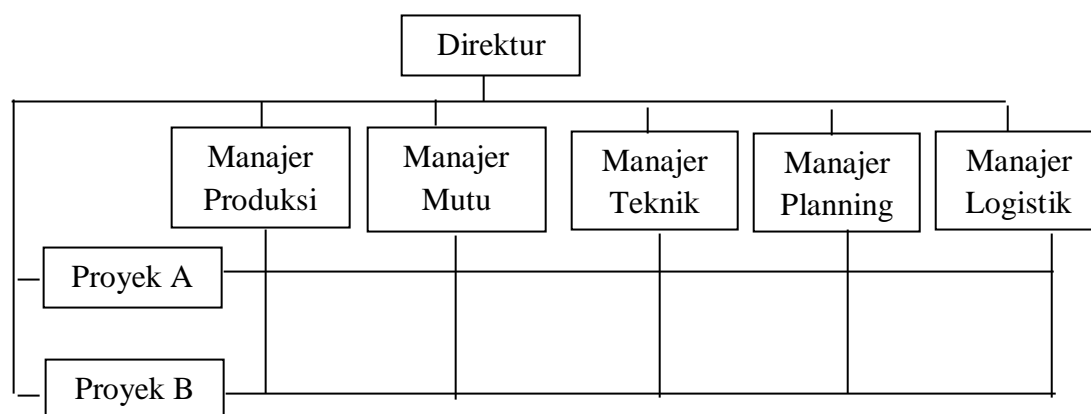 Direktur
Manajer
Produksi
Manajer
Mutu
Manajer
Teknik
Manajer
Planning
Manajer
Logistik
Proyek A
Proyek B